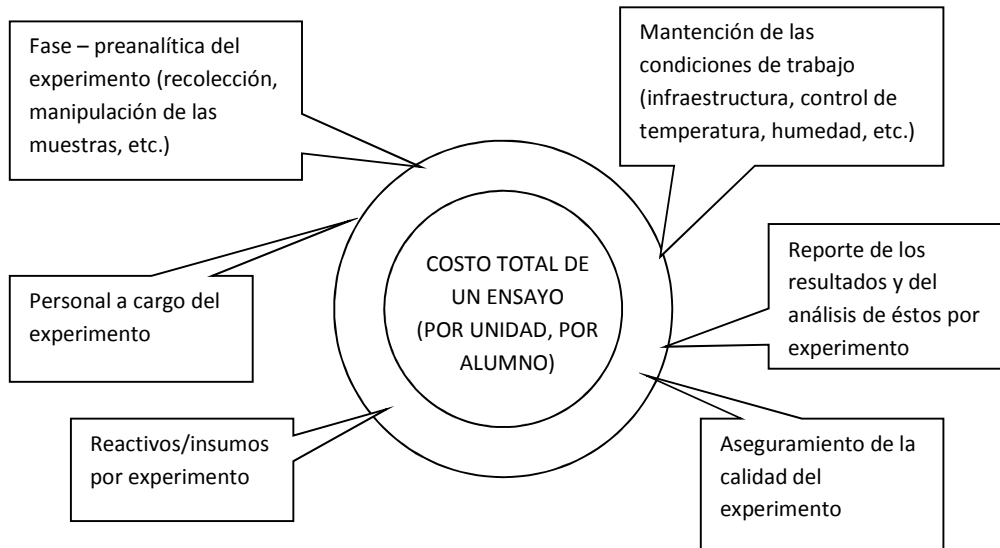 Fase – preanalítica del
experimento (recolección,
manipulación de las
muestras, etc.)
Mantención de las
condiciones de trabajo
(infraestructura, control de
temperatura, humedad, etc.)
COSTO TOTAL DE
UN ENSAYO
(POR UNIDAD, POR
ALUMNO)
Reporte de los
resultados y del
análisis de éstos por
experimento
Personal a cargo del
experimento
Reactivos/insumos
por experimento
Aseguramiento de la
calidad del
experimento